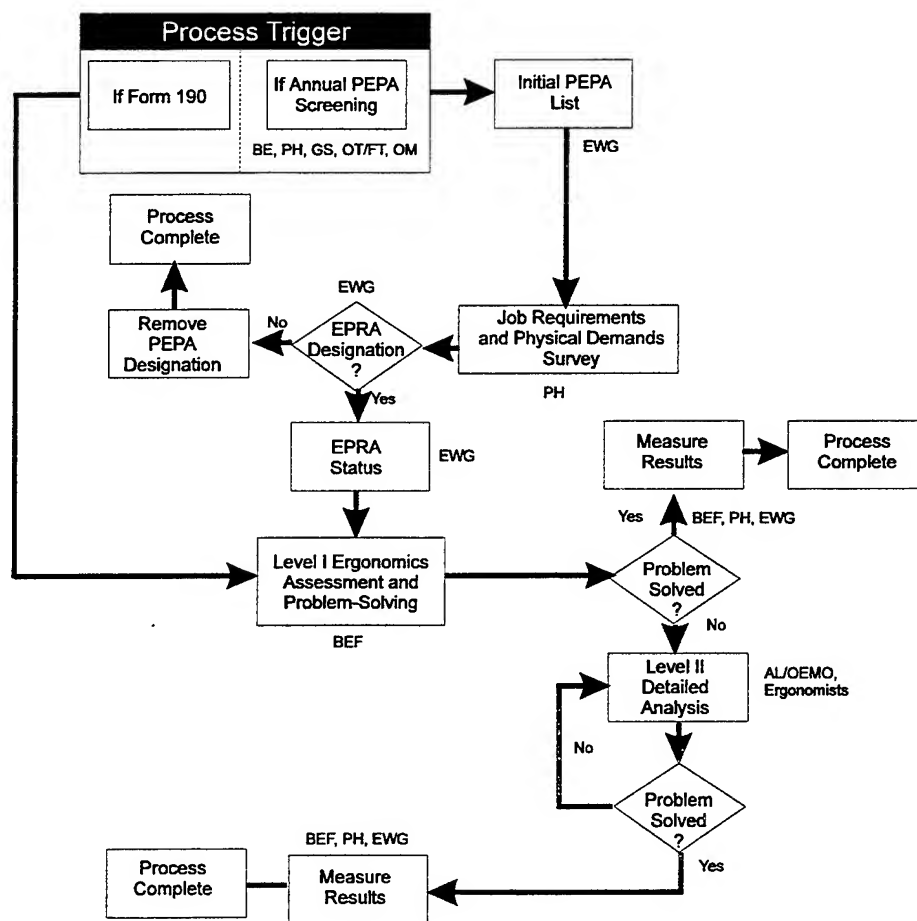 Process Trigger
If Form 190
If Annual PEPA
Screening
BE, PH, GS, OT/FT, OM
Initial PEPA
List
EWG
Process
Complete
EWG
Remove
PEPA
Designation
No
EPRA
Designation
?
Yes
Job Requirements
and Physical Demands
Survey
PH
EPRA
Status
EWG
Measure
Results
Process
Complete
Yes
BEF, PH, EWG
Level I Ergonomics
Assessment and
Problem-Solving
BEF
Problem
Solved
?
No
Level II
Detailed
Analysis
AL/OEMO,
Ergonomists
No
Problem
Solved
?
Yes
BEF, PH, EWG
Process
Complete
Measure
Results